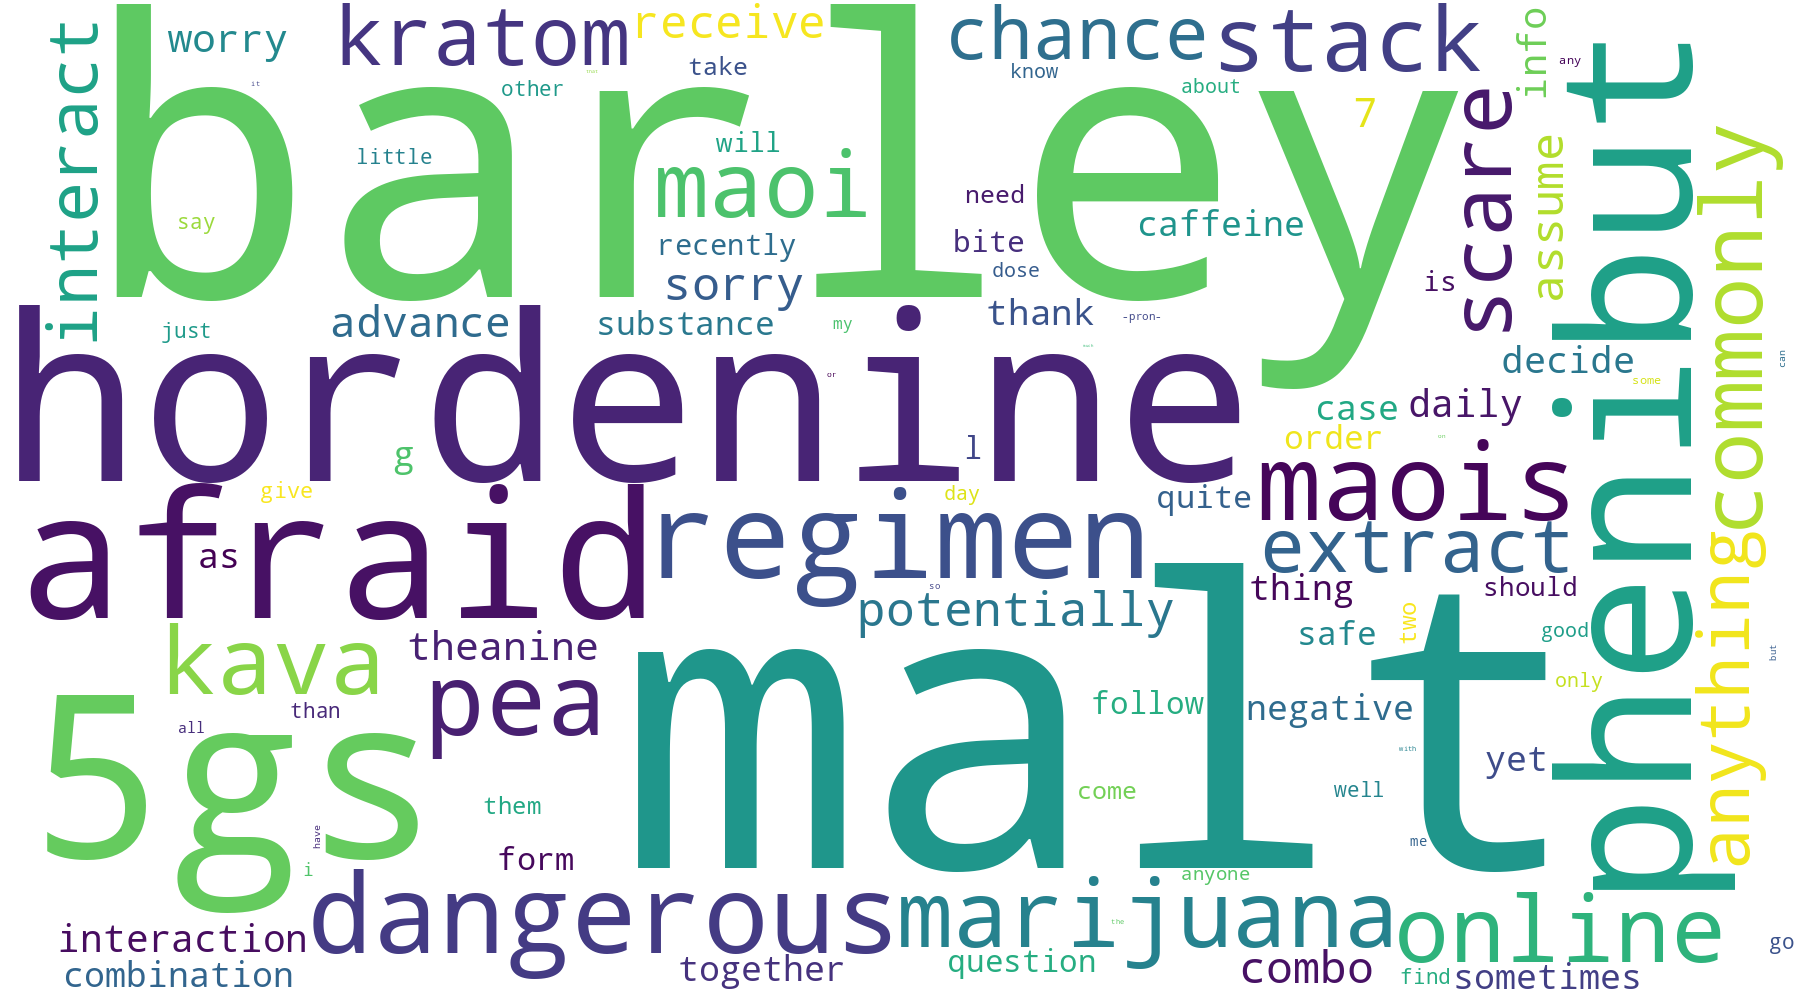 barley
hordenine
malt
phenibut
afraid
5gs
regimen
dangerous
marijuana
online
kratom
receive
chance
stack
scare
interact
worry
take
other
know
about
any
info
it
7
little
will
maoi
need
caffeine
assume
commonly
anything
say
recently
bite
dose
sorry
is
just
advance
substance
my
thank
-pron-
decide
can
or
some
case
daily
order
g
l
give
day
quite
maois
as
extract
so
potentially
thing
should
safe
two
good
but
kava
theanine
pea
than
all
follow
negative
only
yet
with
them
come
well
have
i
form
me
anyone
the
interaction
combination
together
question
combo
find
sometimes
go